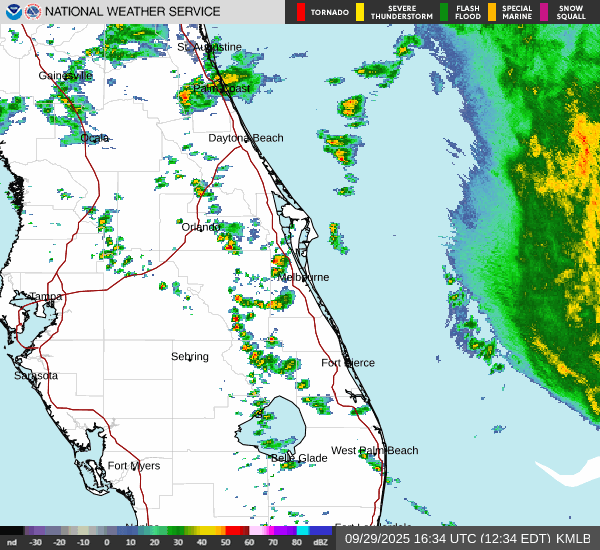 NATIONAL WEATHER SERVICE
TORNADO
SEVERE THUNDERSTORM
FLASH FLOOD
SPECIAL MARINE
SNOW SQUALL
St. Augustine
Gainesville
Palm Coast
Ocala
Daytona Beach
Orlando
Melbourne
Tampa
Sebring
Fort Pierce
Sarasota
West Palm Beach
Belle Glade
Fort Myers
nd -30 -20 -10 0 10 20 30 40 50 60 70 80 dBZ
09/29/2025 16:34 UTC (12:34 EDT) KMLB